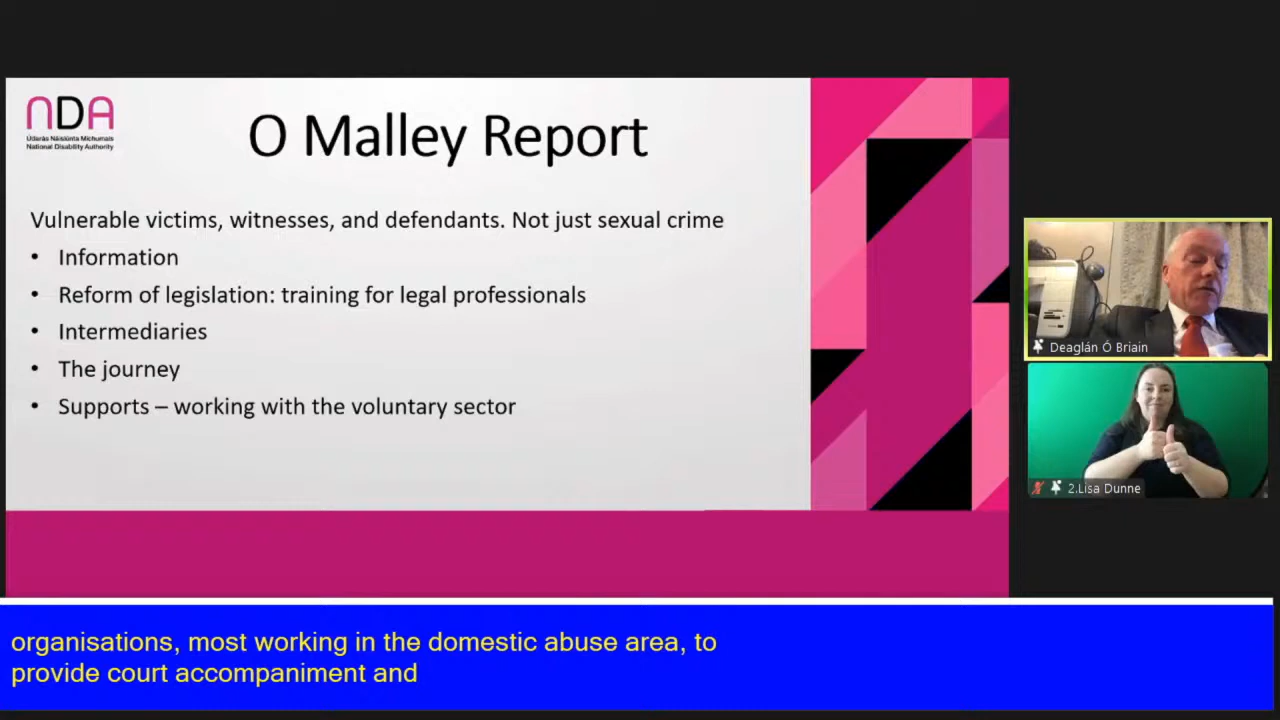 NDA
Údarás Náisiúnta Míchumais
National Disability Authority
O Malley Report
Vulnerable victims, witnesses, and defendants. Not just sexual crime
• Information
• Reform of legislation: training for legal professionals
• Intermediaries
• The journey
• Supports – working with the voluntary sector
Deaglán Ó Briain
2.Lisa Dunne
organisations, most working in the domestic abuse area, to
provide court accompaniment and